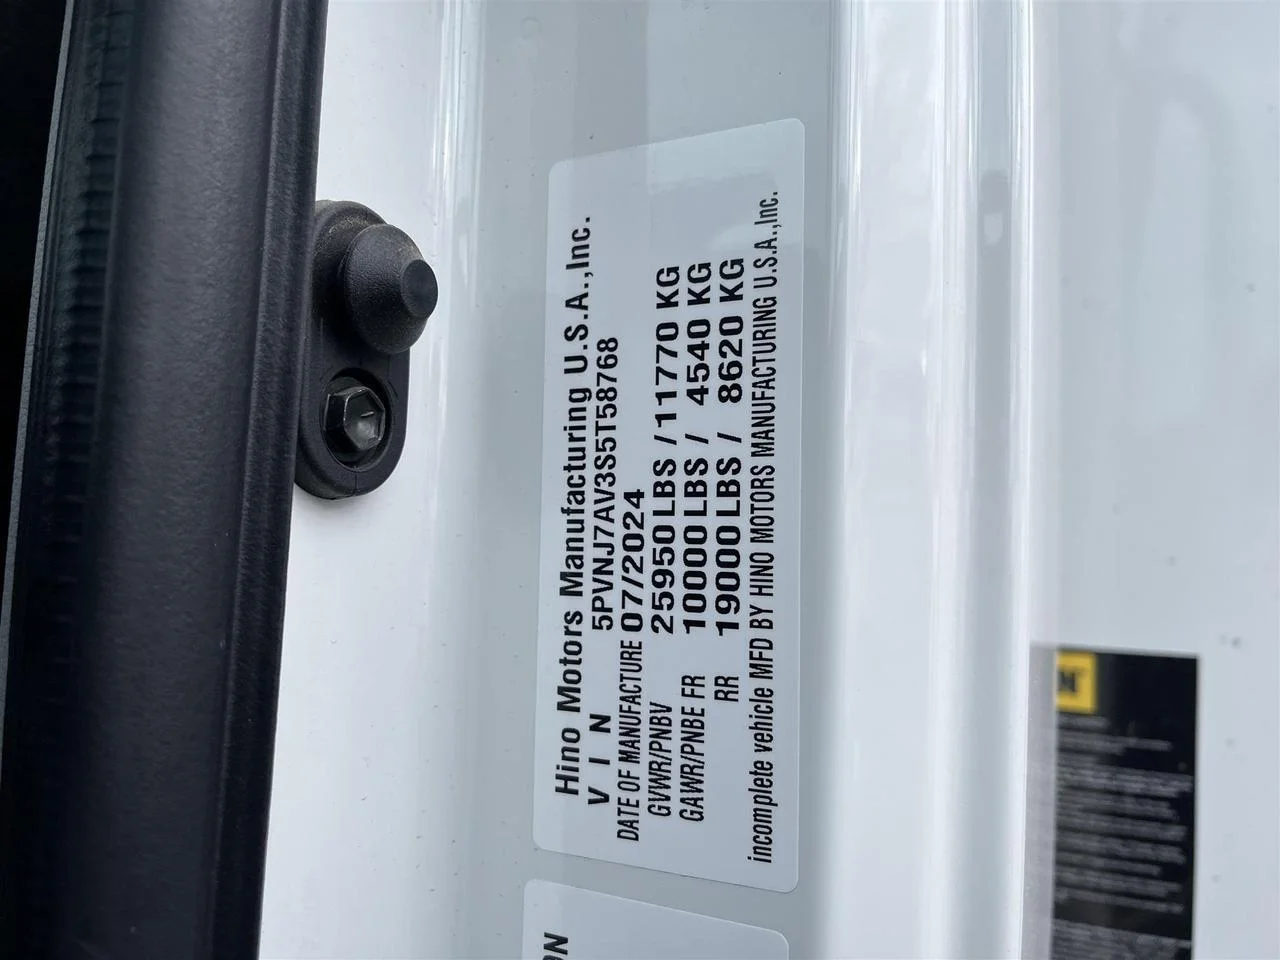 Hino Motors Manufacturing U.S.A.,Inc.
V I N 5PVNJ7AV3S5T58768
DATE OF MANUFACTURE 07/2024
GVWR/PNBV 25950 LBS / 11770 KG
GAWR/PNBE FR 10000 LBS / 4540 KG
RR 19000 LBS / 8620 KG
incomplete vehicle MFD BY HINO MOTORS MANUFACTURING U.S.A.,Inc.